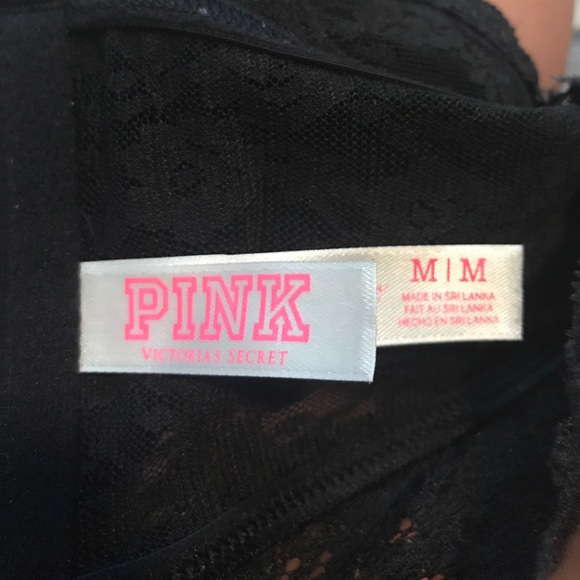 PINK
VICTORIA'S SECRET
M|M
MADE IN SRI LANKA
FAIT AU SRI LANKA
HECHO EN SRI LANKA